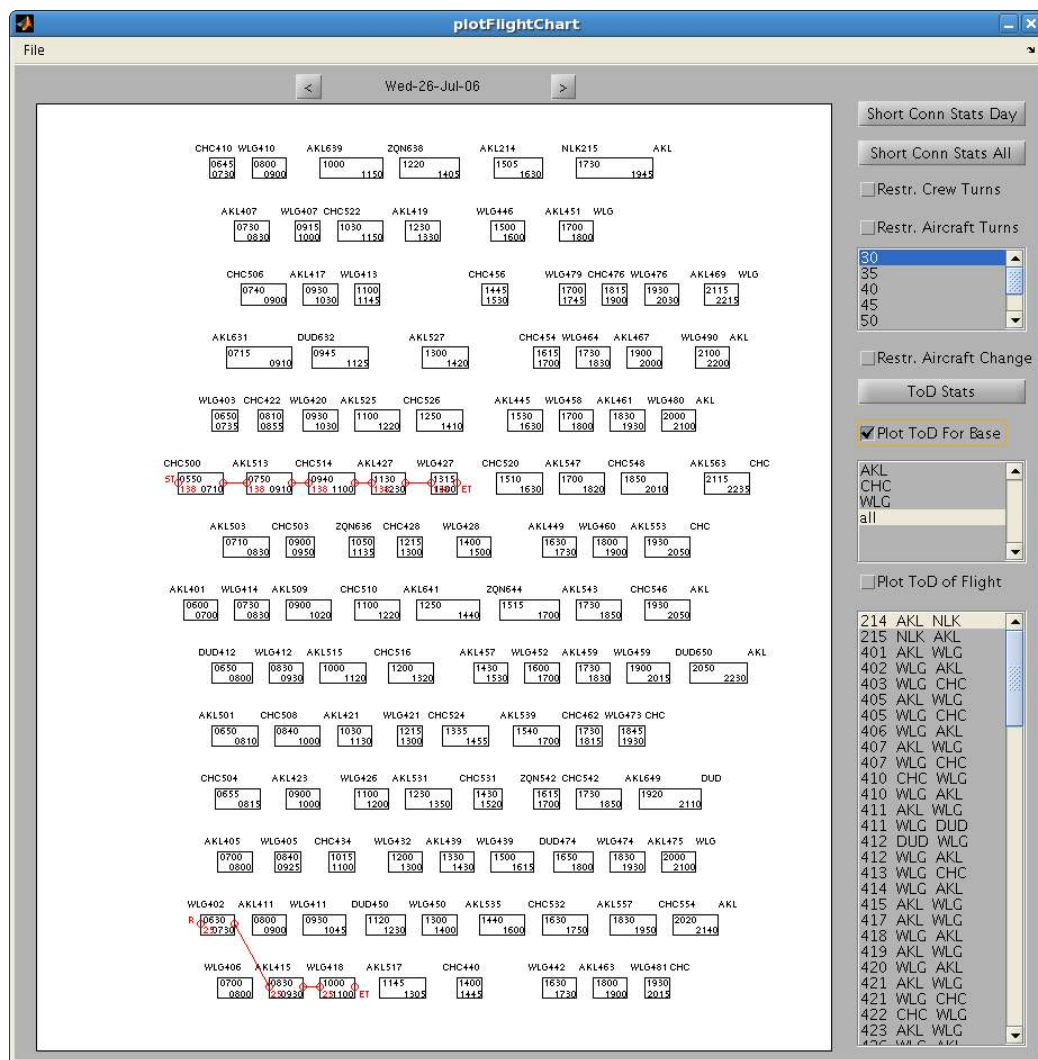 plotFlightChart
File
< Wed-26-Jul-06 >
CHC410 WLG410 AKL639 ZQN638 AKL214 NLK215 AKL
0645 0800 1000 1220 1505 1730
0730 0900 1150 1405 1630 1945
AKL407 WLG407 CHC522 AKL419 WLG446 AKL451 WLG
0730 0915 1030 1230 1500 1700
0830 1000 1150 1330 1600 1800
CHC506 AKL417 WLG413 CHC456 WLG479 CHC476 WLG476 AKL469 WLG
0740 0930 1100 1445 1700 1815 1930 2115
0900 1030 1145 1530 1745 1900 2030 2215
AKL631 DUD632 AKL527 CHC454 WLG464 AKL467 WLG490 AKL
0715 0945 1300 1615 1730 1900 2100
0910 1125 1420 1700 1830 2000 2200
WLG403 CHC422 WLG420 AKL525 CHC526 AKL445 WLG458 AKL461 WLG480 AKL
0650 0810 0930 1100 1250 1530 1700 1830 2000
0735 0855 1030 1220 1410 1630 1800 1930 2100
CHC500 AKL513 CHC514 AKL427 WLG427 CHC520 AKL547 CHC548 AKL563 CHC
ST 0550 0750 0940 1130 1315 ET 1510 1700 1850 2115
138 0710 138 0910 138 1100 138 1230 1400 1630 1820 2010 2235
AKL503 CHC503 ZQN636 CHC428 WLG428 AKL449 WLG460 AKL553 CHC
0710 0900 1050 1215 1400 1630 1800 1930
0830 0950 1135 1300 1500 1730 1900 2050
AKL401 WLG414 AKL509 CHC510 AKL641 ZQN644 AKL543 CHC546 AKL
0600 0730 0900 1100 1250 1515 1730 1930
0700 0830 1020 1220 1440 1700 1850 2050
DUD412 WLG412 AKL515 CHC516 AKL457 WLG452 AKL459 WLG459 DUD650 AKL
0650 0830 1000 1200 1430 1600 1730 1900 2050
0800 0930 1120 1320 1530 1700 1830 2015 2230
AKL501 CHC508 AKL421 WLG421 CHC524 AKL539 CHC462 WLG473 CHC
0650 0840 1030 1215 1335 1540 1730 1845
0810 1000 1130 1300 1455 1700 1815 1930
CHC504 AKL423 WLG426 AKL531 CHC531 ZQN542 CHC542 AKL649 DUD
0655 0900 1100 1230 1430 1615 1730 1920
0815 1000 1200 1350 1520 1700 1850 2110
AKL405 WLG405 CHC434 WLG432 AKL439 WLG439 DUD474 WLG474 AKL475 WLG
0700 0840 1015 1200 1330 1500 1650 1830 2000
0800 0925 1100 1300 1430 1615 1800 1930 2100
WLG402 AKL411 WLG411 DUD450 WLG450 AKL535 CHC532 AKL557 CHC554 AKL
R 0630 0800 0930 1120 1300 1440 1630 1830 2020
25 0730 0900 1045 1230 1400 1600 1750 1950 2140
WLG406 AKL415 WLG418 AKL517 CHC440 WLG442 AKL463 WLG481 CHC
0700 0830 1000 1145 1400 1630 1800 1930
0800 25 0930 25 1100 ET 1305 1445 1730 1900 2015
Short Conn Stats Day
Short Conn Stats All
Restr. Crew Turns
Restr. Aircraft Turns
30
35
40
45
50
Restr. Aircraft Change
ToD Stats
Plot ToD For Base
AKL
CHC
WLG
all
Plot ToD of Flight
214 AKL NLK
215 NLK AKL
401 AKL WLG
402 WLG AKL
403 WLG CHC
405 AKL WLG
405 WLG CHC
406 WLG AKL
407 AKL WLG
407 WLG CHC
410 CHC WLG
410 WLG AKL
411 AKL WLG
411 WLG DUD
412 DUD WLG
412 WLG AKL
413 WLG CHC
414 WLG AKL
415 AKL WLG
417 AKL WLG
418 WLG AKL
419 AKL WLG
420 WLG AKL
421 AKL WLG
421 WLG CHC
422 CHC WLG
423 AKL WLG
426 WLG AKL